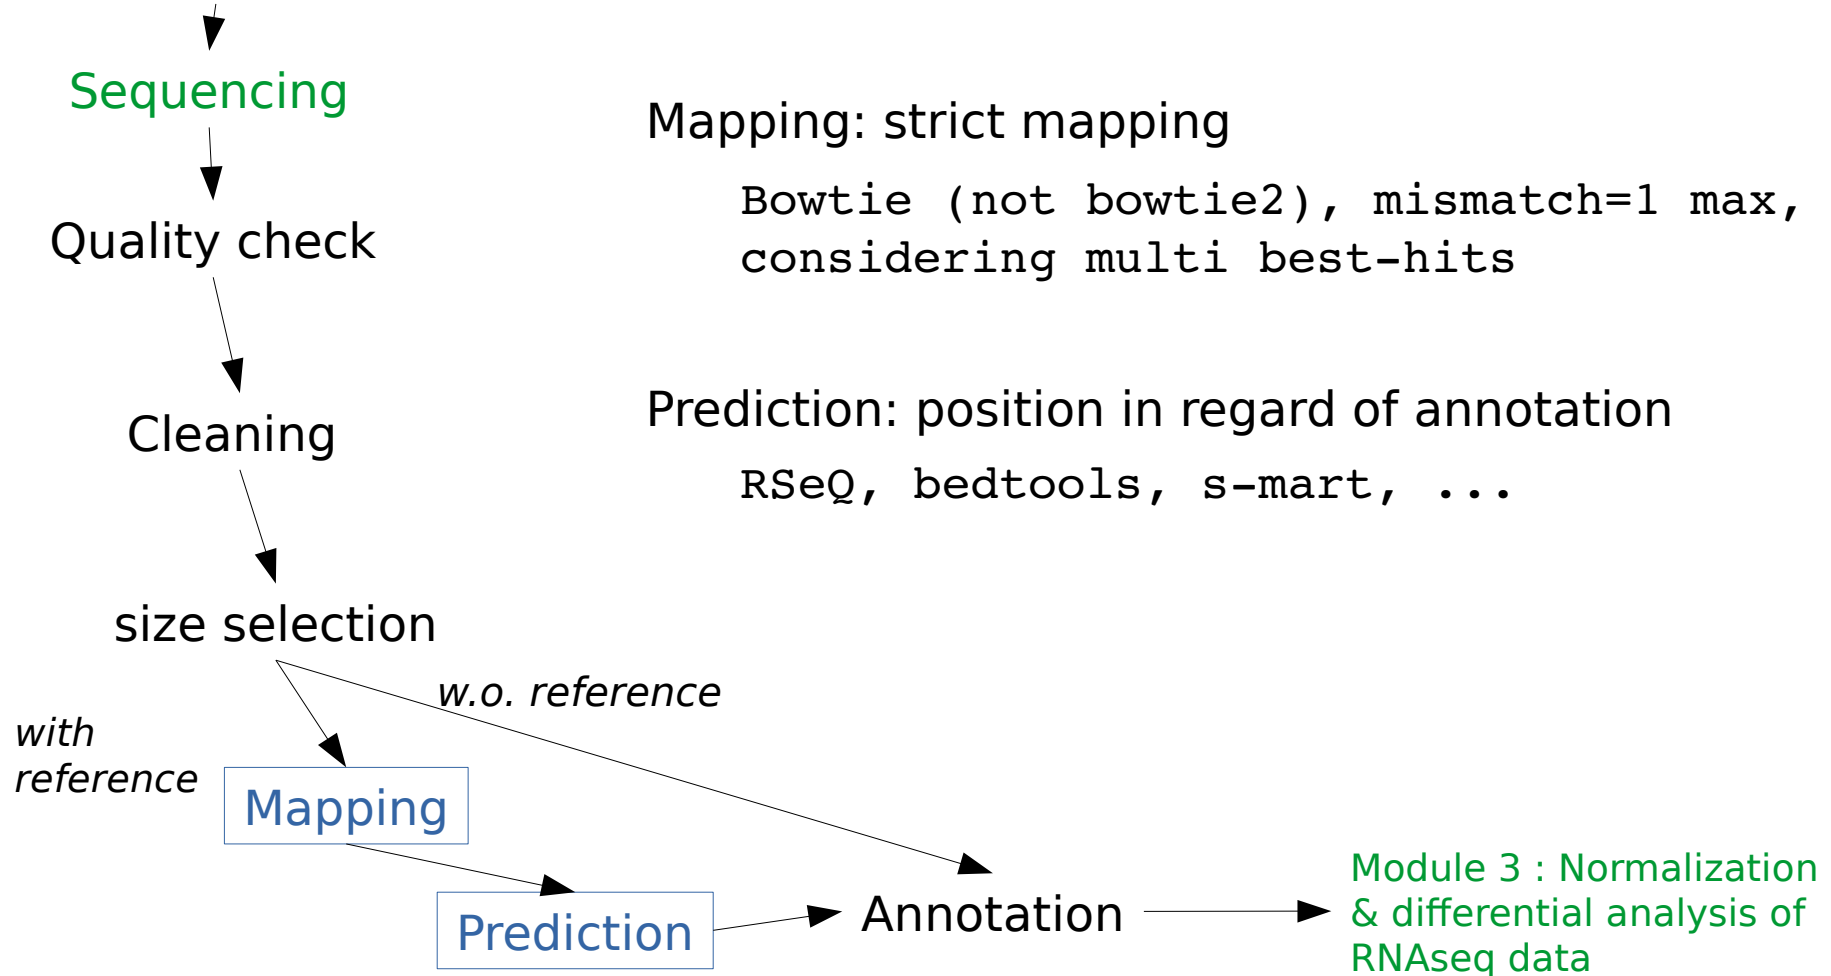 Sequencing
Mapping: strict mapping
Bowtie (not bowtie2), mismatch=1 max,
considering multi best-hits
Quality check
Prediction: position in regard of annotation
Cleaning
RSeQ, bedtools, s-mart, ...
size selection
w.o. reference
with
reference
Mapping
Prediction
Annotation
Module 3 : Normalization
& differential analysis of
RNAseq data